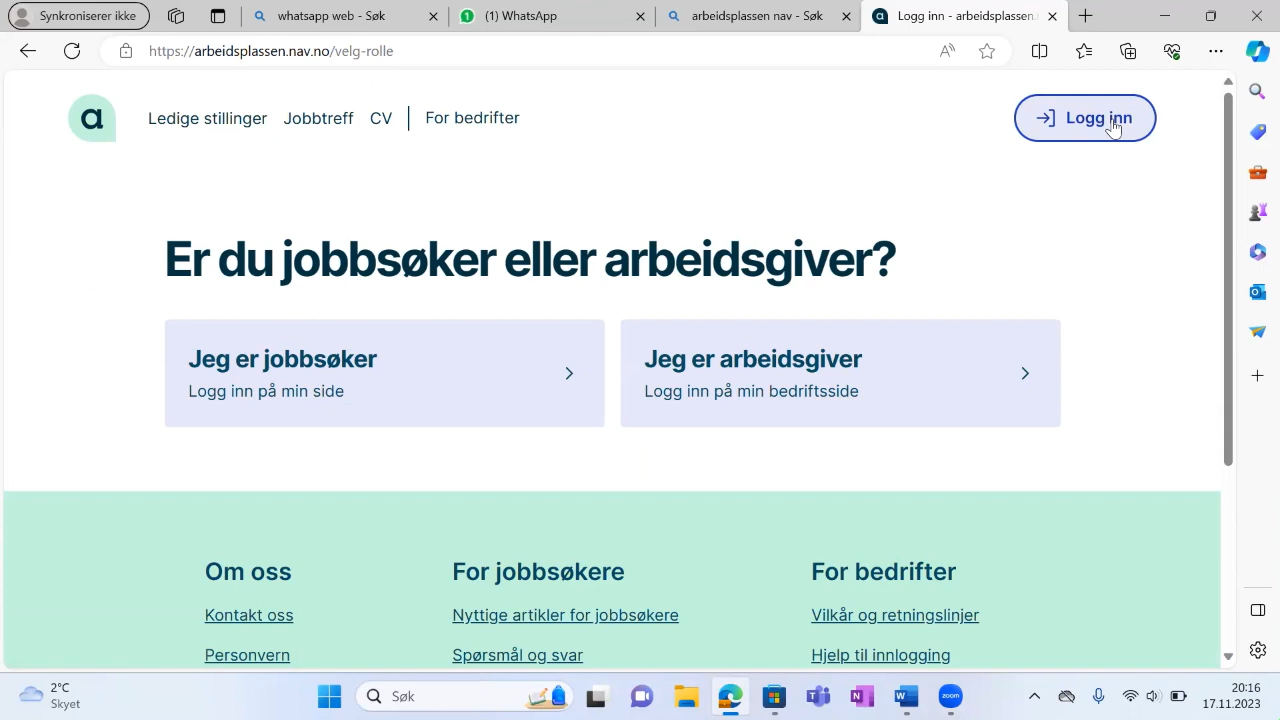 Synkroniserer ikke
whatsapp web - Søk
(1) WhatsApp
arbeidsplassen nav - Søk
Logg inn - arbeidsplassen.
https://arbeidsplassen.nav.no/velg-rolle
a
Ledige stillinger
Jobbtreff
CV
For bedrifter
Logg inn
Er du jobbsøker eller arbeidsgiver?
Jeg er jobbsøker
Logg inn på min side
Jeg er arbeidsgiver
Logg inn på min bedriftsside
Om oss
Kontakt oss
Personvern
For jobbsøkere
Nyttige artikler for jobbsøkere
Spørsmål og svar
For bedrifter
Vilkår og retningslinjer
Hjelp til innlogging
2°C
Skyet
Søk
zoom
20:16
17.11.2023